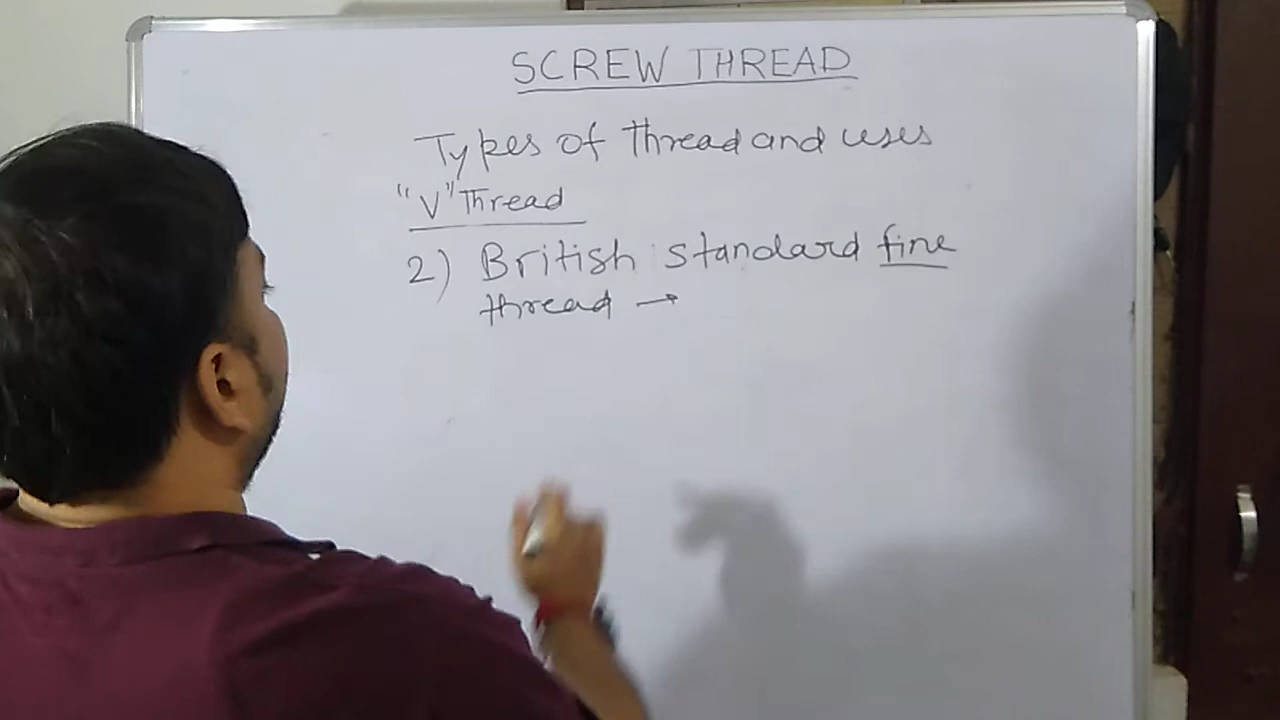 SCREW THREAD
Types of thread and uses
"V" Thread
2) British standard fine
thread →